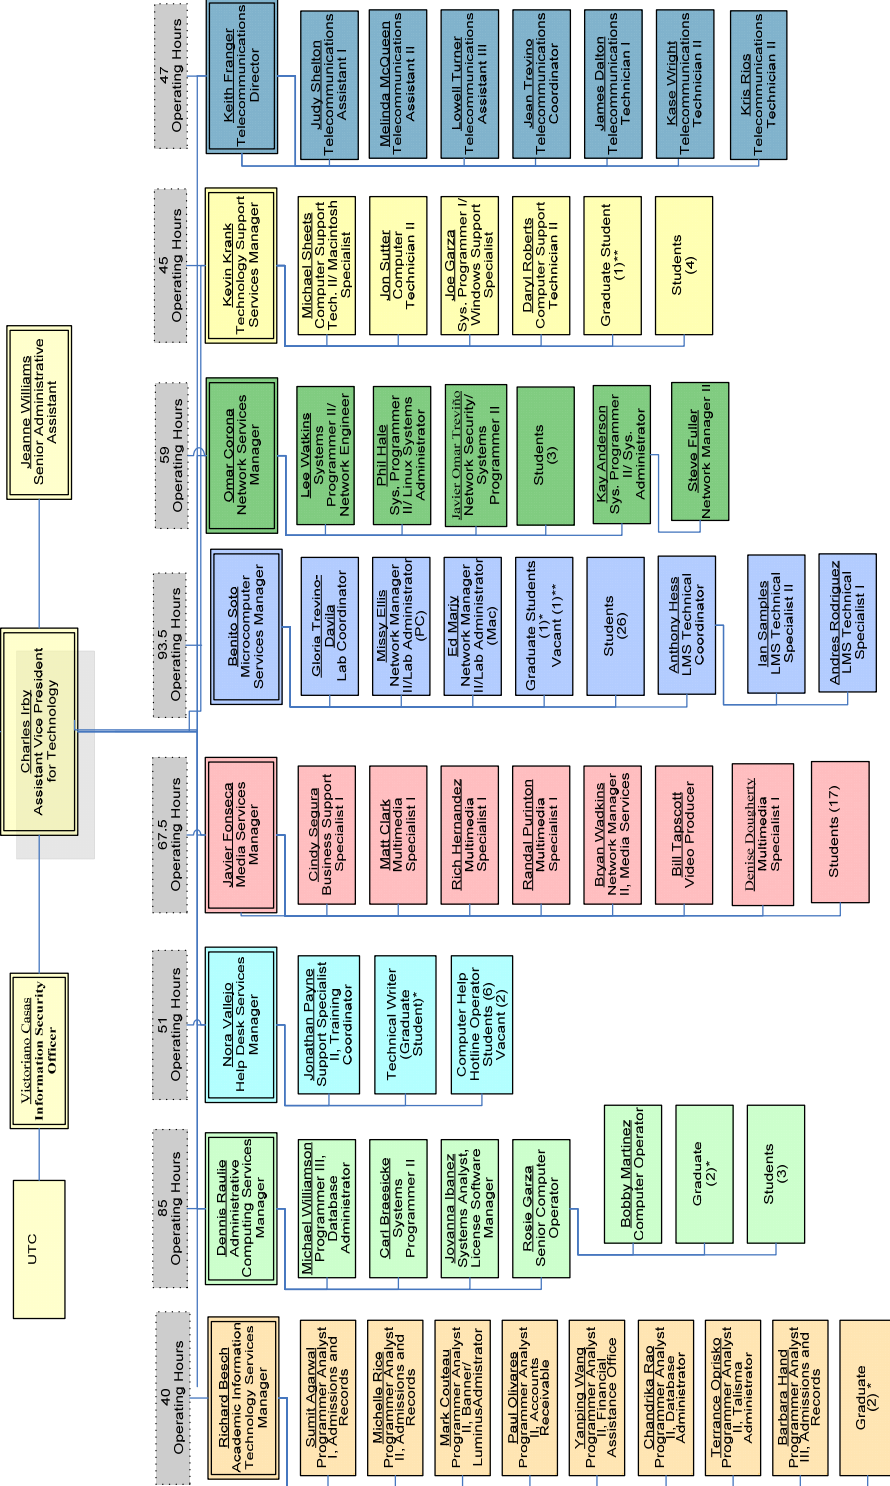 Jeanne Williams
Senior Administrative
Assistant
Charles Irby
Assistant Vice President
for Technology
Victoriano Casas
Information Security
Officer
UTC
40
Operating Hours
Richard Besch
Academic Information
Technology Services
Manager
Sumit Agarwal
Programmer Analyst
I, Admissions and
Records
Michelle Rice
Programmer Analyst
II, Admissions and
Records
Mark Couteau
Programmer Analyst
II, Banner/
LuminusAdmistrator
Paul Olivares
Programmer Analyst
II, Accounts
Receivable
Yanping Wang
Programmer Analyst
II, Financial
Assistance Office
Chandrika Rao
Programmer Analyst
II, Database
Administrator
Terrance Oprisko
Programmer Analyst
II, Talisma
Administrator
Barbara Hand
Programmer Analyst
III, Admissions and
Records
Graduate
(2) *
85
Operating Hours
Dennis Raulie
Administrative
Computing Services
Manager
Michael Williamson
Programmer III,
Database
Administrator
Carl Braesicke
Systems
Programmer II
Jovanna Ibanez
Systems Analyst,
License Software
Manager
Rosie Garza
Senior Computer
Operator
Bobby Martinez
Computer Operator
Graduate
(2)*
Students
(3)
51
Operating Hours
Nora Vallejo
Help Desk Services
Manager
Jonathan Payne
Support Specialist
II, Training
Coordinator
Technical Writer
(Graduate
Student)*
Computer Help
Hotline Operator
Students (6)
Vacant (2)
67.5
Operating Hours
Javier Fonseca
Media Services
Manager
Cindy Segura
Business Support
Specialist I
Matt Clark
Multimedia
Specialist I
Rich Hernandez
Multimedia
Specialist I
Randal Purinton
Multimedia
Specialist I
Bryan Wadkins
Network Manager
II, Media Services
Bill Tapscott
Video Producer
Denise Dougherty
Multimedia
Specialist I
Students (17)
93.5
Operating Hours
Benito Soto
Microcomputer
Services Manager
Gloria Trevino-
Davila
Lab Coordinator
Missy Ellis
Network Manager
II/Lab Administrator
(PC)
Ed Mariy
Network Manager
II/Lab Administrator
(Mac)
Graduate Students
(1)*
Vacant (1)**
Students
(26)
Anthony Hess
LMS Technical
Coordinator
Ian Samples
LMS Technical
Specialist II
Andres Rodriguez
LMS Technical
Specialist I
59
Operating Hours
Omar Corona
Network Services
Manager
Lee Watkins
Systems
Programmer II/
Network Engineer
Phil Hale
Sys. Programmer
II/ Linux Systems
Administrator
Javier Omar Treviño
Network Security/
Systems
Programmer II
Students
(3)
Kay Anderson
Sys. Programmer
II/ Sys.
Administrator
Steve Fuller
Network Manager II
45
Operating Hours
Kevin Krank
Technology Support
Services Manager
Michael Sheets
Computer Support
Tech. II/ Macintosh
Specialist
Jon Sutter
Computer
Technician II
Joe Garza
Sys. Programmer I/
Windows Support
Specialist
Daryl Roberts
Computer Support
Technician II
Graduate Student
(1)**
Students
(4)
47
Operating Hours
Keith Franger
Telecommunications
Director
Judy Shelton
Telecommunications
Assistant I
Melinda McQueen
Telecommunications
Assistant II
Lowell Turner
Telecommunications
Assistant III
Jean Trevino
Telecommunications
Coordinator
James Dalton
Telecommunications
Technician I
Kase Wright
Telecommunications
Technician II
Kris Rios
Telecommunications
Technician II